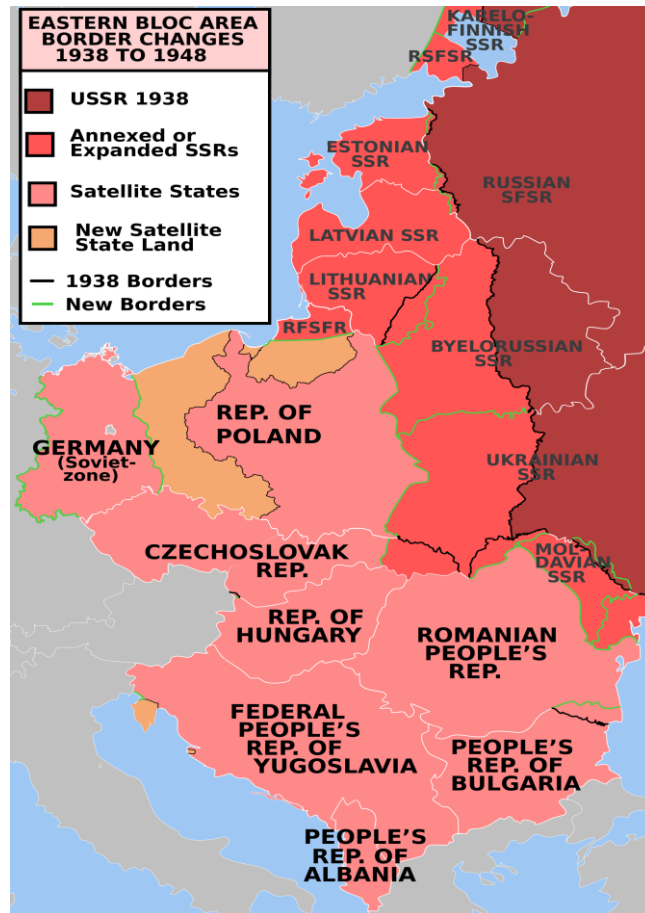 EASTERN BLOC AREA
BORDER CHANGES
1938 TO 1948
USSR 1938
Annexed or
Expanded SSRs
Satellite States
New Satellite
State Land
1938 Borders
New Borders
KARELO-
FINNISH
SSR
RSFSR
ESTONIAN
SSR
RUSSIAN
SFSR
LATVIAN SSR
LITHUANIAN
SSR
RFSFR
BYELORUSSIAN
SSR
REP. OF
POLAND
GERMANY
(Soviet-
zone)
UKRAINIAN
SSR
CZECHOSLOVAK
REP.
MOL-
DAVIAN
SSR
REP. OF
HUNGARY
ROMANIAN
PEOPLE'S
REP.
FEDERAL
PEOPLE'S
REP. OF
YUGOSLAVIA
PEOPLE'S
REP. OF
BULGARIA
PEOPLE'S
REP. OF
ALBANIA